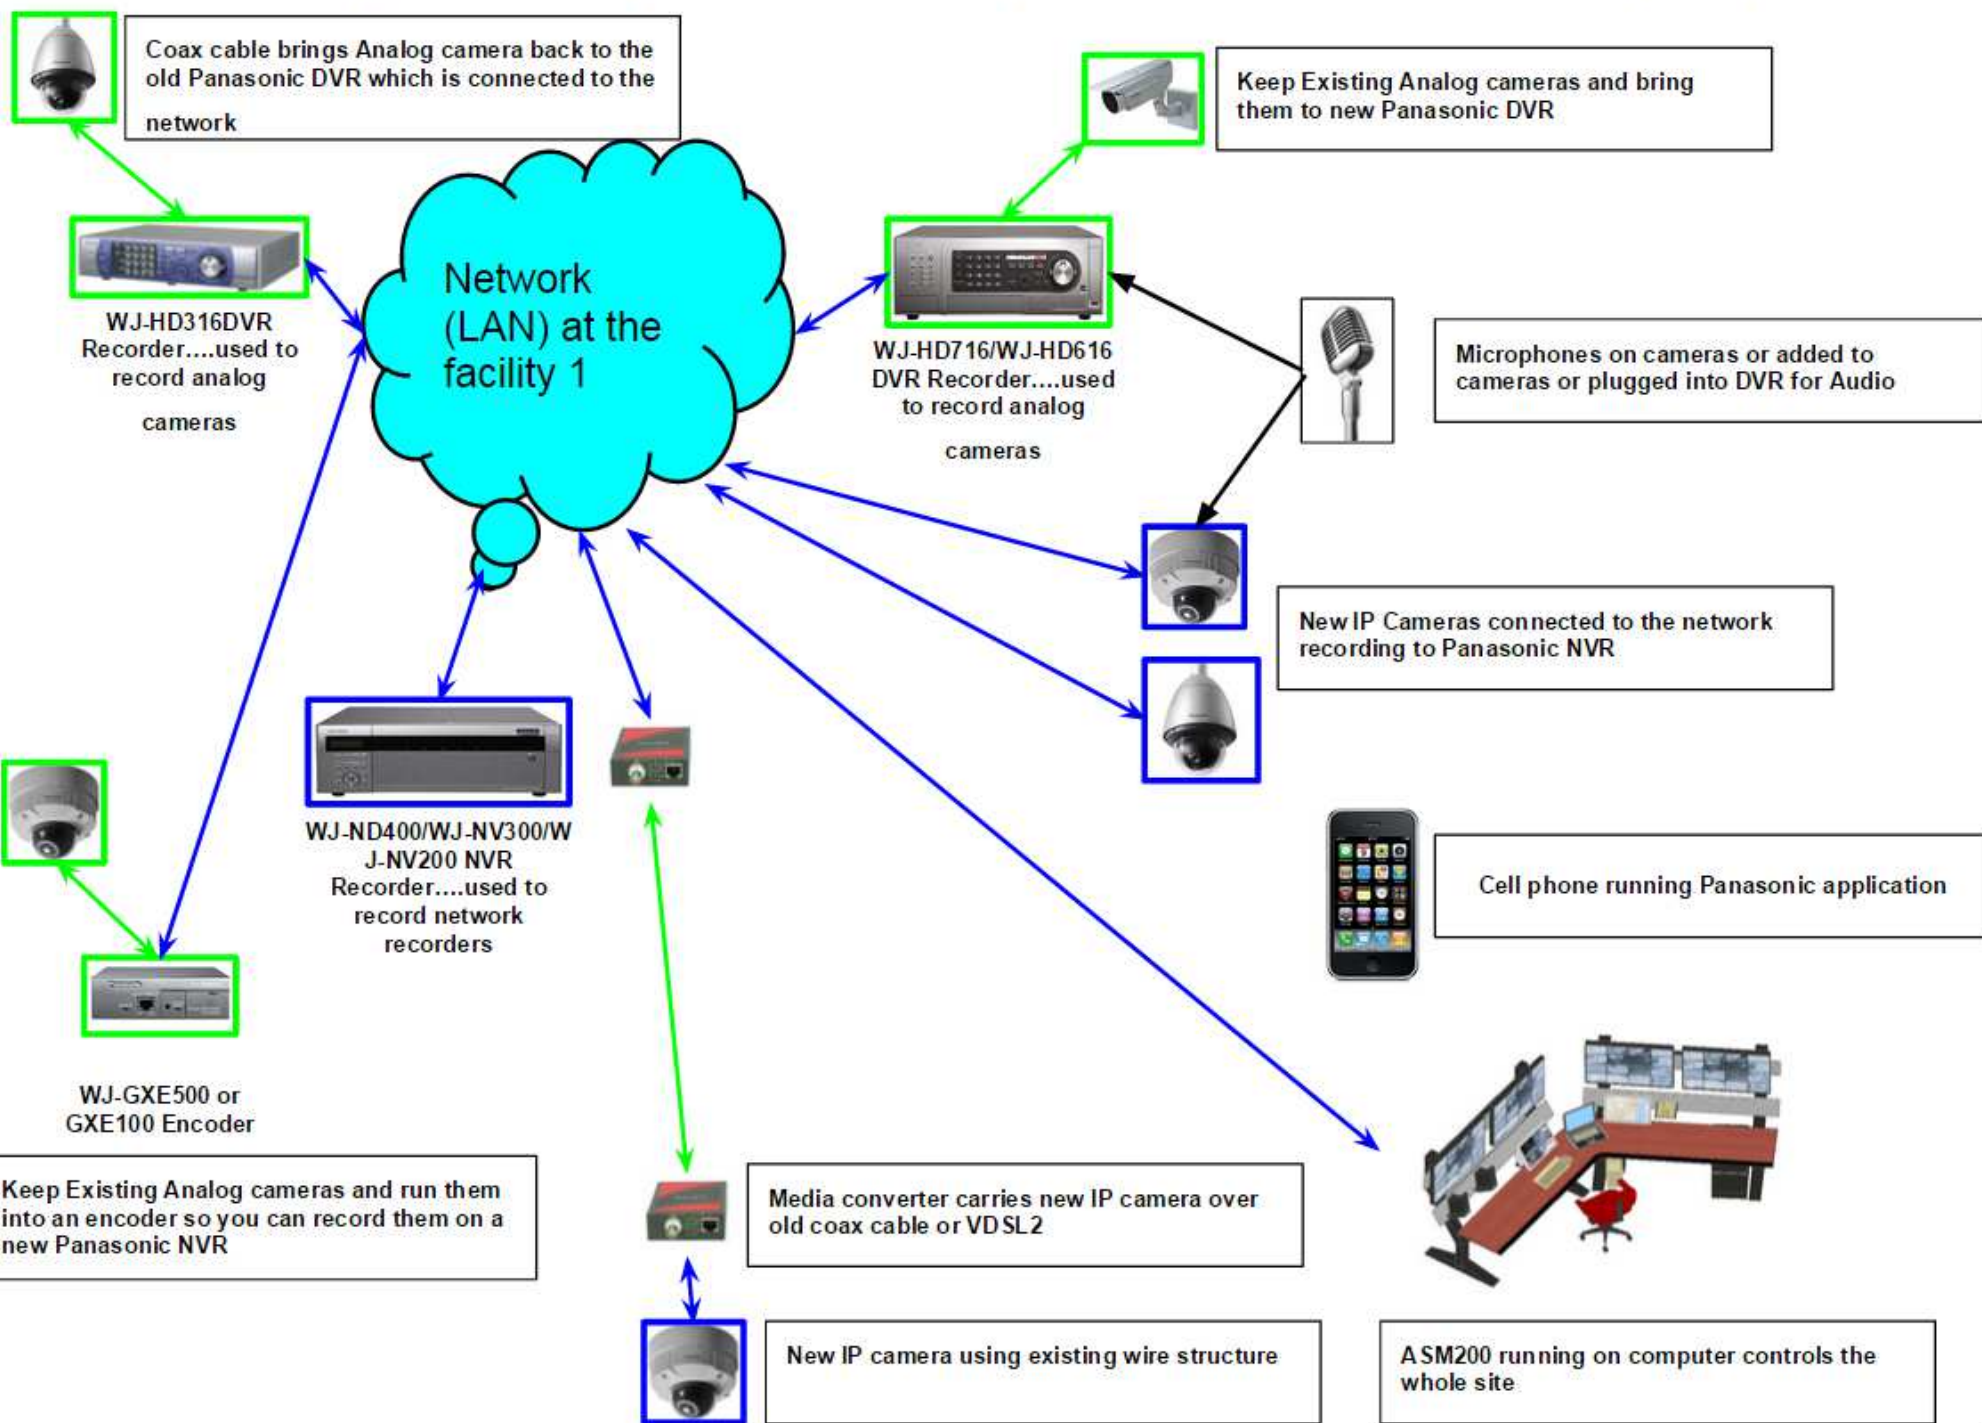 Coax cable brings Analog camera back to the
old Panasonic DVR which is connected to the
network
Keep Existing Analog cameras and bring
them to new Panasonic DVR
Network
(LAN) at the
facility 1
WJ-HD316DVR
Recorder....used to
record analog
cameras
WJ-HD716/WJ-HD616
DVR Recorder....used
to record analog
cameras
Microphones on cameras or added to
cameras or plugged into DVR for Audio
New IP Cameras connected to the network
recording to Panasonic NVR
WJ-ND400/WJ-NV300/W
J-NV200 NVR
Recorder....used to
record network
recorders
Cell phone running Panasonic application
WJ-GXE500 or
GXE100 Encoder
Keep Existing Analog cameras and run them
into an encoder so you can record them on a
new Panasonic NVR
Media converter carries new IP camera over
old coax cable or VDSL2
New IP camera using existing wire structure
ASM200 running on computer controls the
whole site